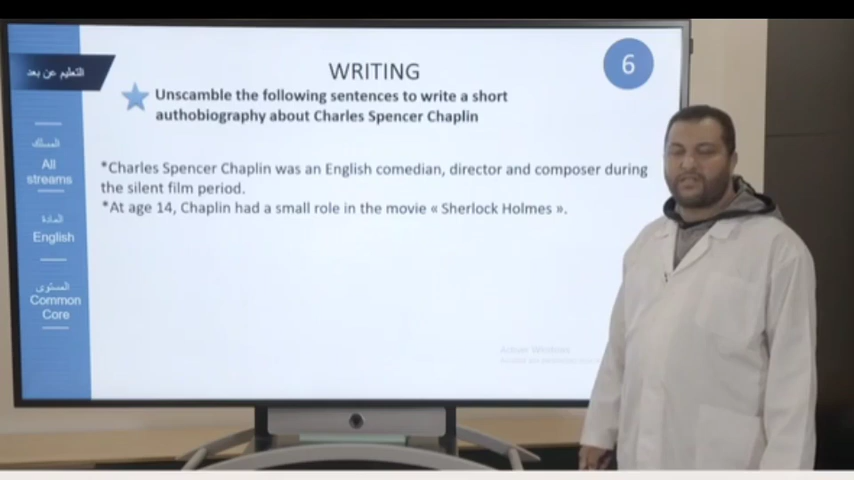 WRITING
6
Unscamble the following sentences to write a short
authobiography about Charles Spencer Chaplin
*Charles Spencer Chaplin was an English comedian, director and composer during
the silent film period.
*At age 14, Chaplin had a small role in the movie « Sherlock Holmes ».
التعليم عن بعد
المسلك
All
streams
المادة
English
المستوى
Common
Core